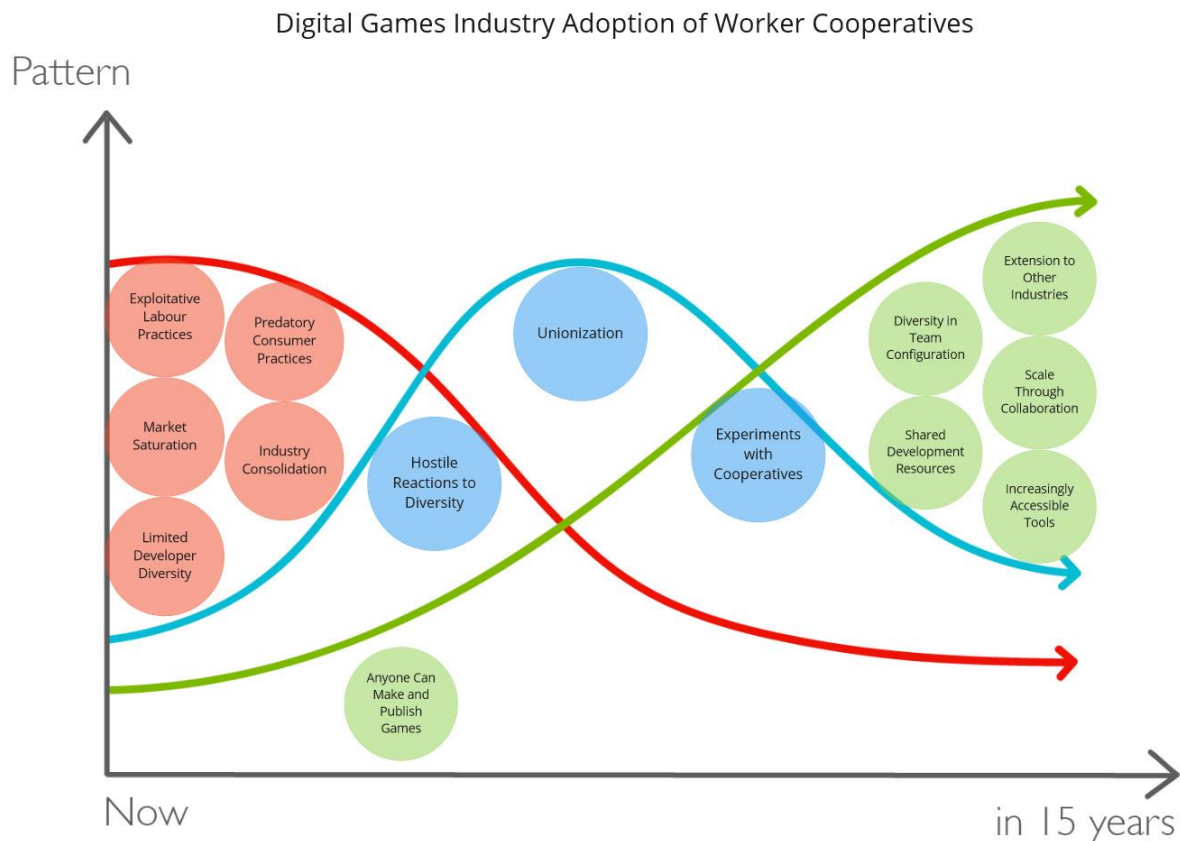 Digital Games Industry Adoption of Worker Cooperatives
Pattern
Exploitative
Labour
Practices
Predatory
Consumer
Practices
Market
Saturation
Industry
Consolidation
Limited
Developer
Diversity
Hostile
Reactions to
Diversity
Unionization
Experiments
with
Cooperatives
Anyone Can
Make and
Publish
Games
Diversity in
Team
Configuration
Shared
Development
Resources
Extension to
Other
Industries
Scale
Through
Collaboration
Increasingly
Accessible
Tools
Now
in 15 years